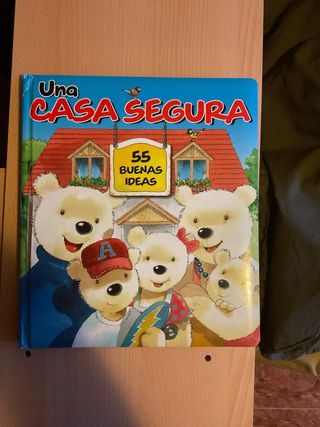 Una
CASA SEGURA
55
BUENAS
IDEAS
A